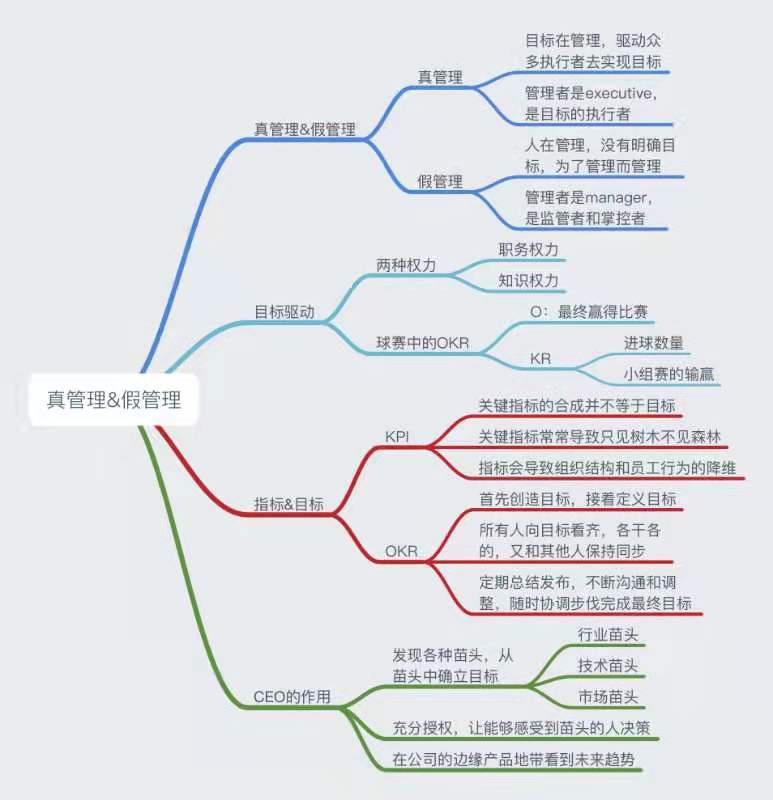 目标在管理，驱动众
多执行者去实现目标
真管理
管理者是executive，
是目标的执行者
真管理&假管理
人在管理，没有明确目
标，为了管理而管理
假管理
管理者是manager，
是监管者和掌控者
职务权力
两种权力
知识权力
目标驱动
O：最终赢得比赛
球赛中的OKR
进球数量
KR
小组赛的输赢
真管理&假管理
关键指标的合成并不等于目标
KPI
关键指标常常导致只见树木不见森林
指标会导致组织结构和员工行为的降维
指标&目标
首先创造目标，接着定义目标
所有人向目标看齐，各干各
的，又和其他人保持同步
OKR
定期总结发布，不断沟通和调
整，随时协调步伐完成最终目标
行业苗头
发现各种苗头，从
苗头中确立目标
技术苗头
市场苗头
CEO的作用
充分授权，让能够感受到苗头的人决策
在公司的边缘产品地带看到未来趋势